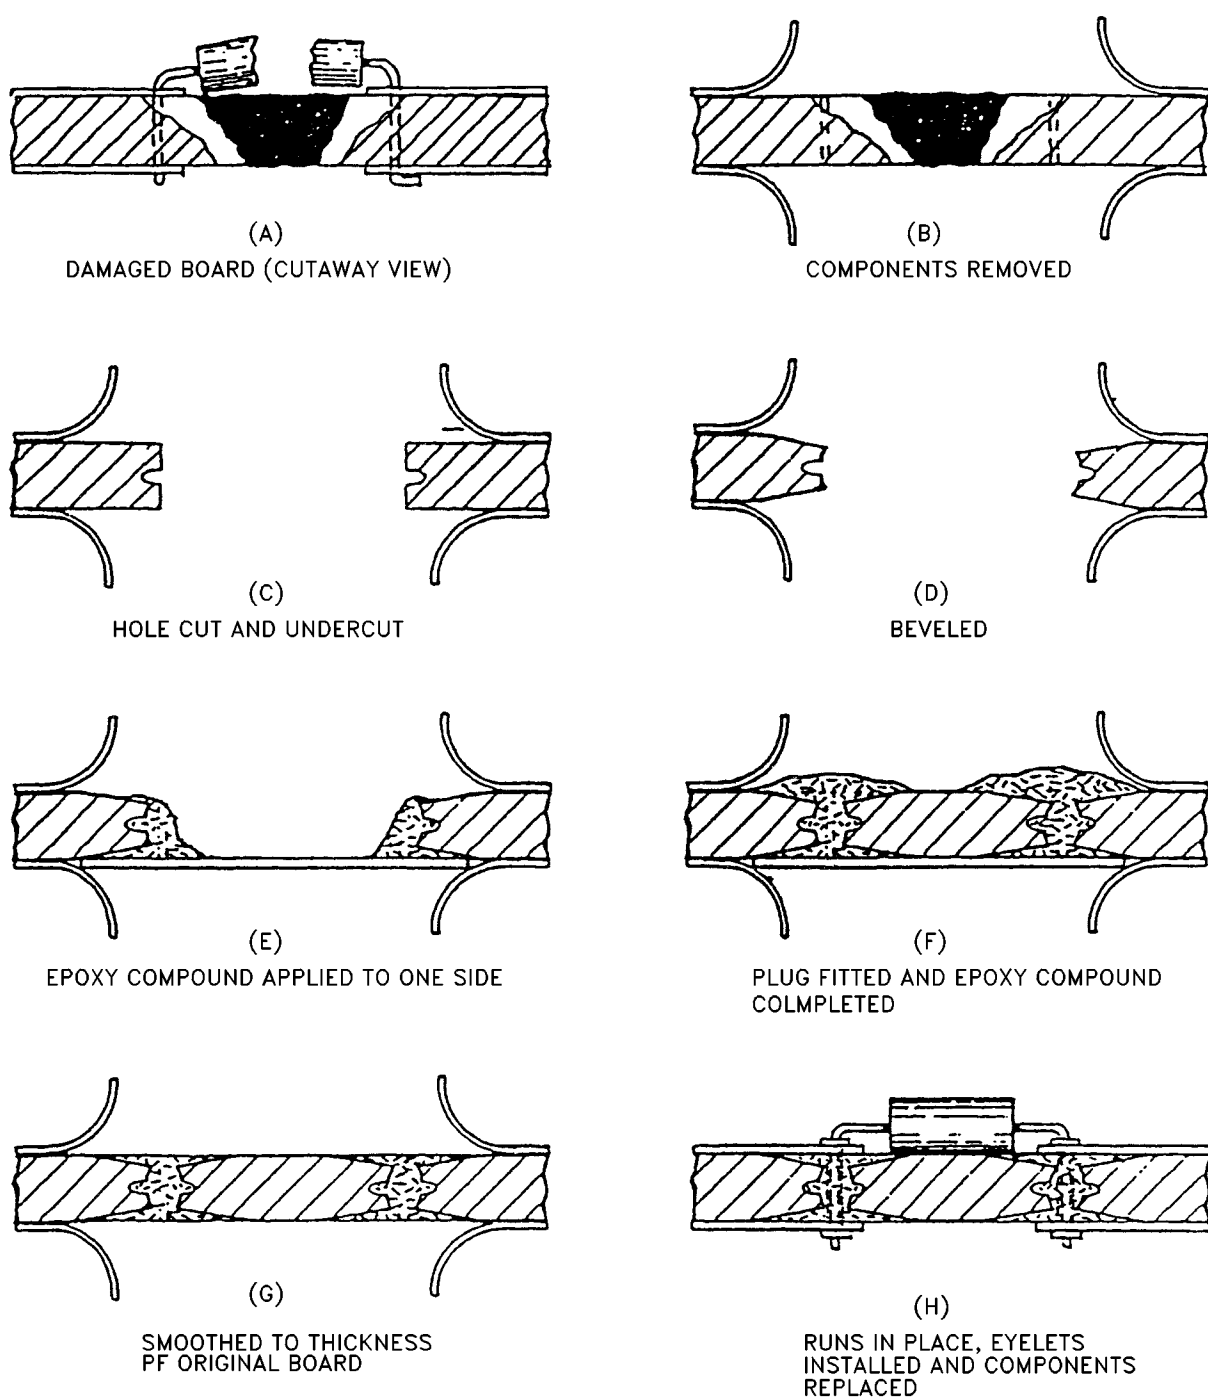 (A)
DAMAGED BOARD (CUTAWAY VIEW)
(B)
COMPONENTS REMOVED
(C)
HOLE CUT AND UNDERCUT
(D)
BEVELED
(E)
EPOXY COMPOUND APPLIED TO ONE SIDE
(F)
PLUG FITTED AND EPOXY COMPOUND
COLMPLETED
(G)
SMOOTHED TO THICKNESS
PF ORIGINAL BOARD
(H)
RUNS IN PLACE, EYELETS
INSTALLED AND COMPONENTS
REPLACED